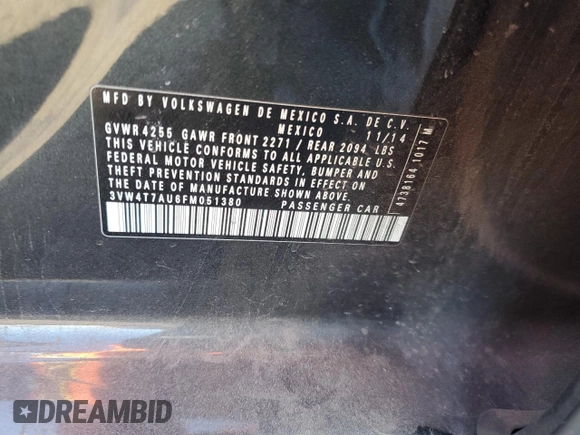 MFD BY VOLKSWAGEN DE MEXICO S.A. DE C.V.
MEXICO 11/14
GVWR 4255 GAWR FRONT 2271 / REAR 2094 LBS
THIS VEHICLE CONFORMS TO ALL APPLICABLE U.S.
FEDERAL MOTOR VEHICLE SAFETY, BUMPER AND
THEFT PREVENTION STANDARDS IN EFFECT ON
THE DATE OF MANUFACTURE SHOWN ABOVE.
3VW4T7AU6FM051380 PASSENGER CAR
4738164 1017 M
DREAMBID